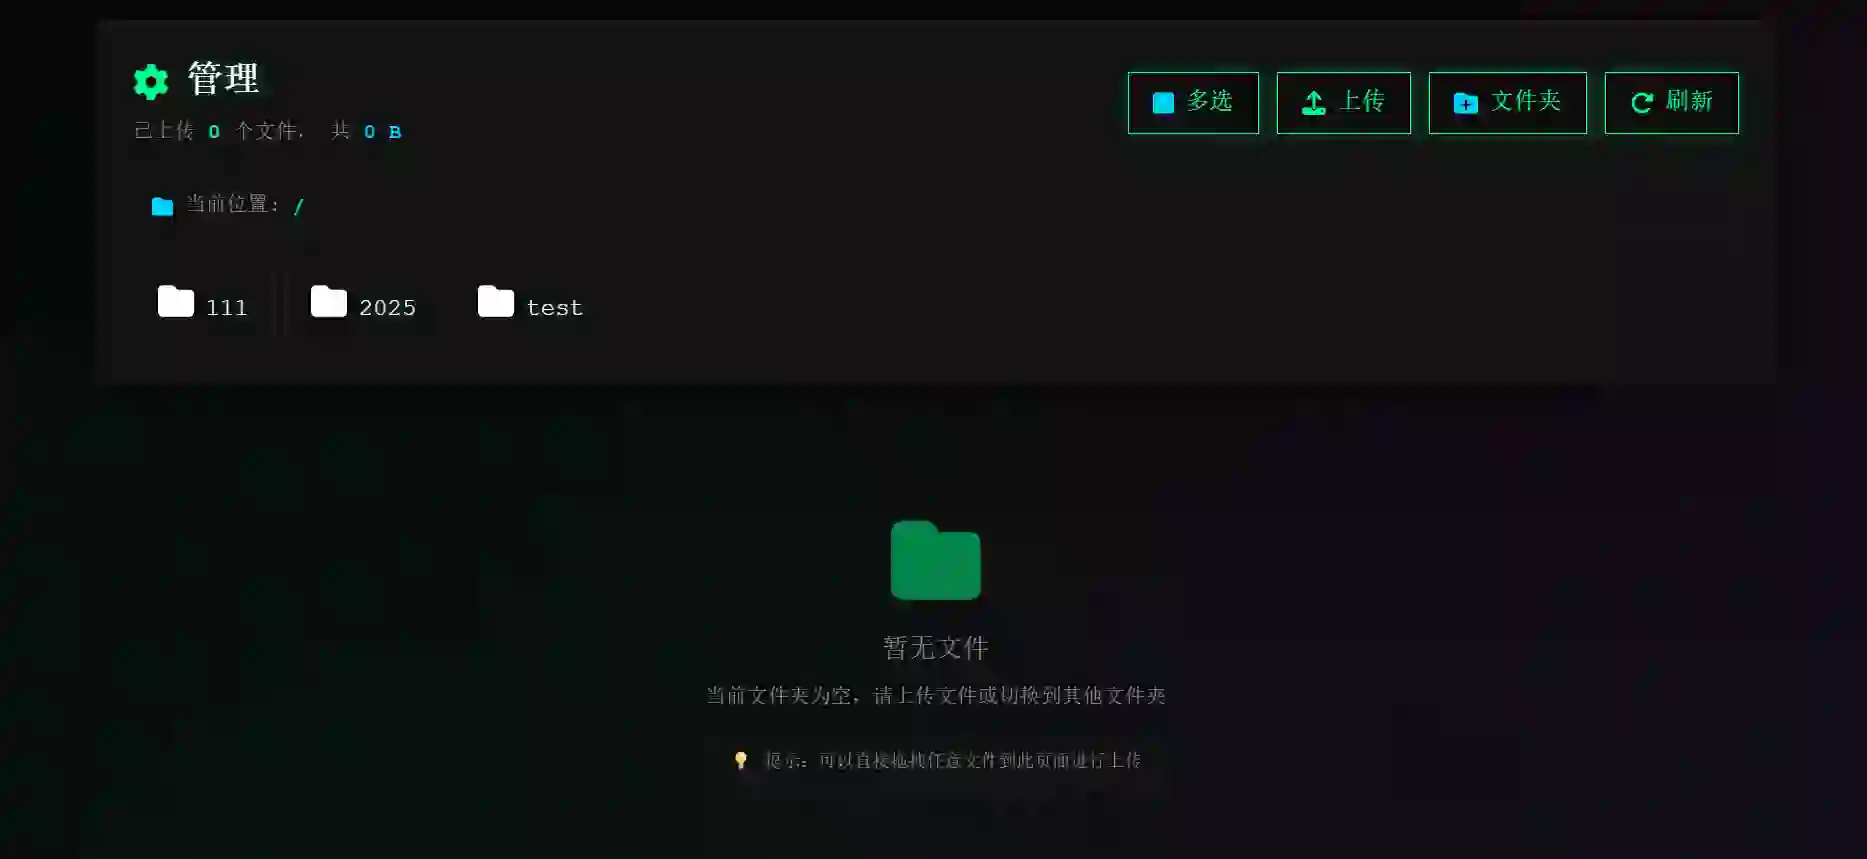 管理
已上传 0 个文件， 共 0 B
多选
上传
文件夹
刷新
当前位置: /
111
2025
test
暂无文件
当前文件夹为空，请上传文件或切换到其他文件夹
提示：可以直接拖拽任意文件到此页面进行上传